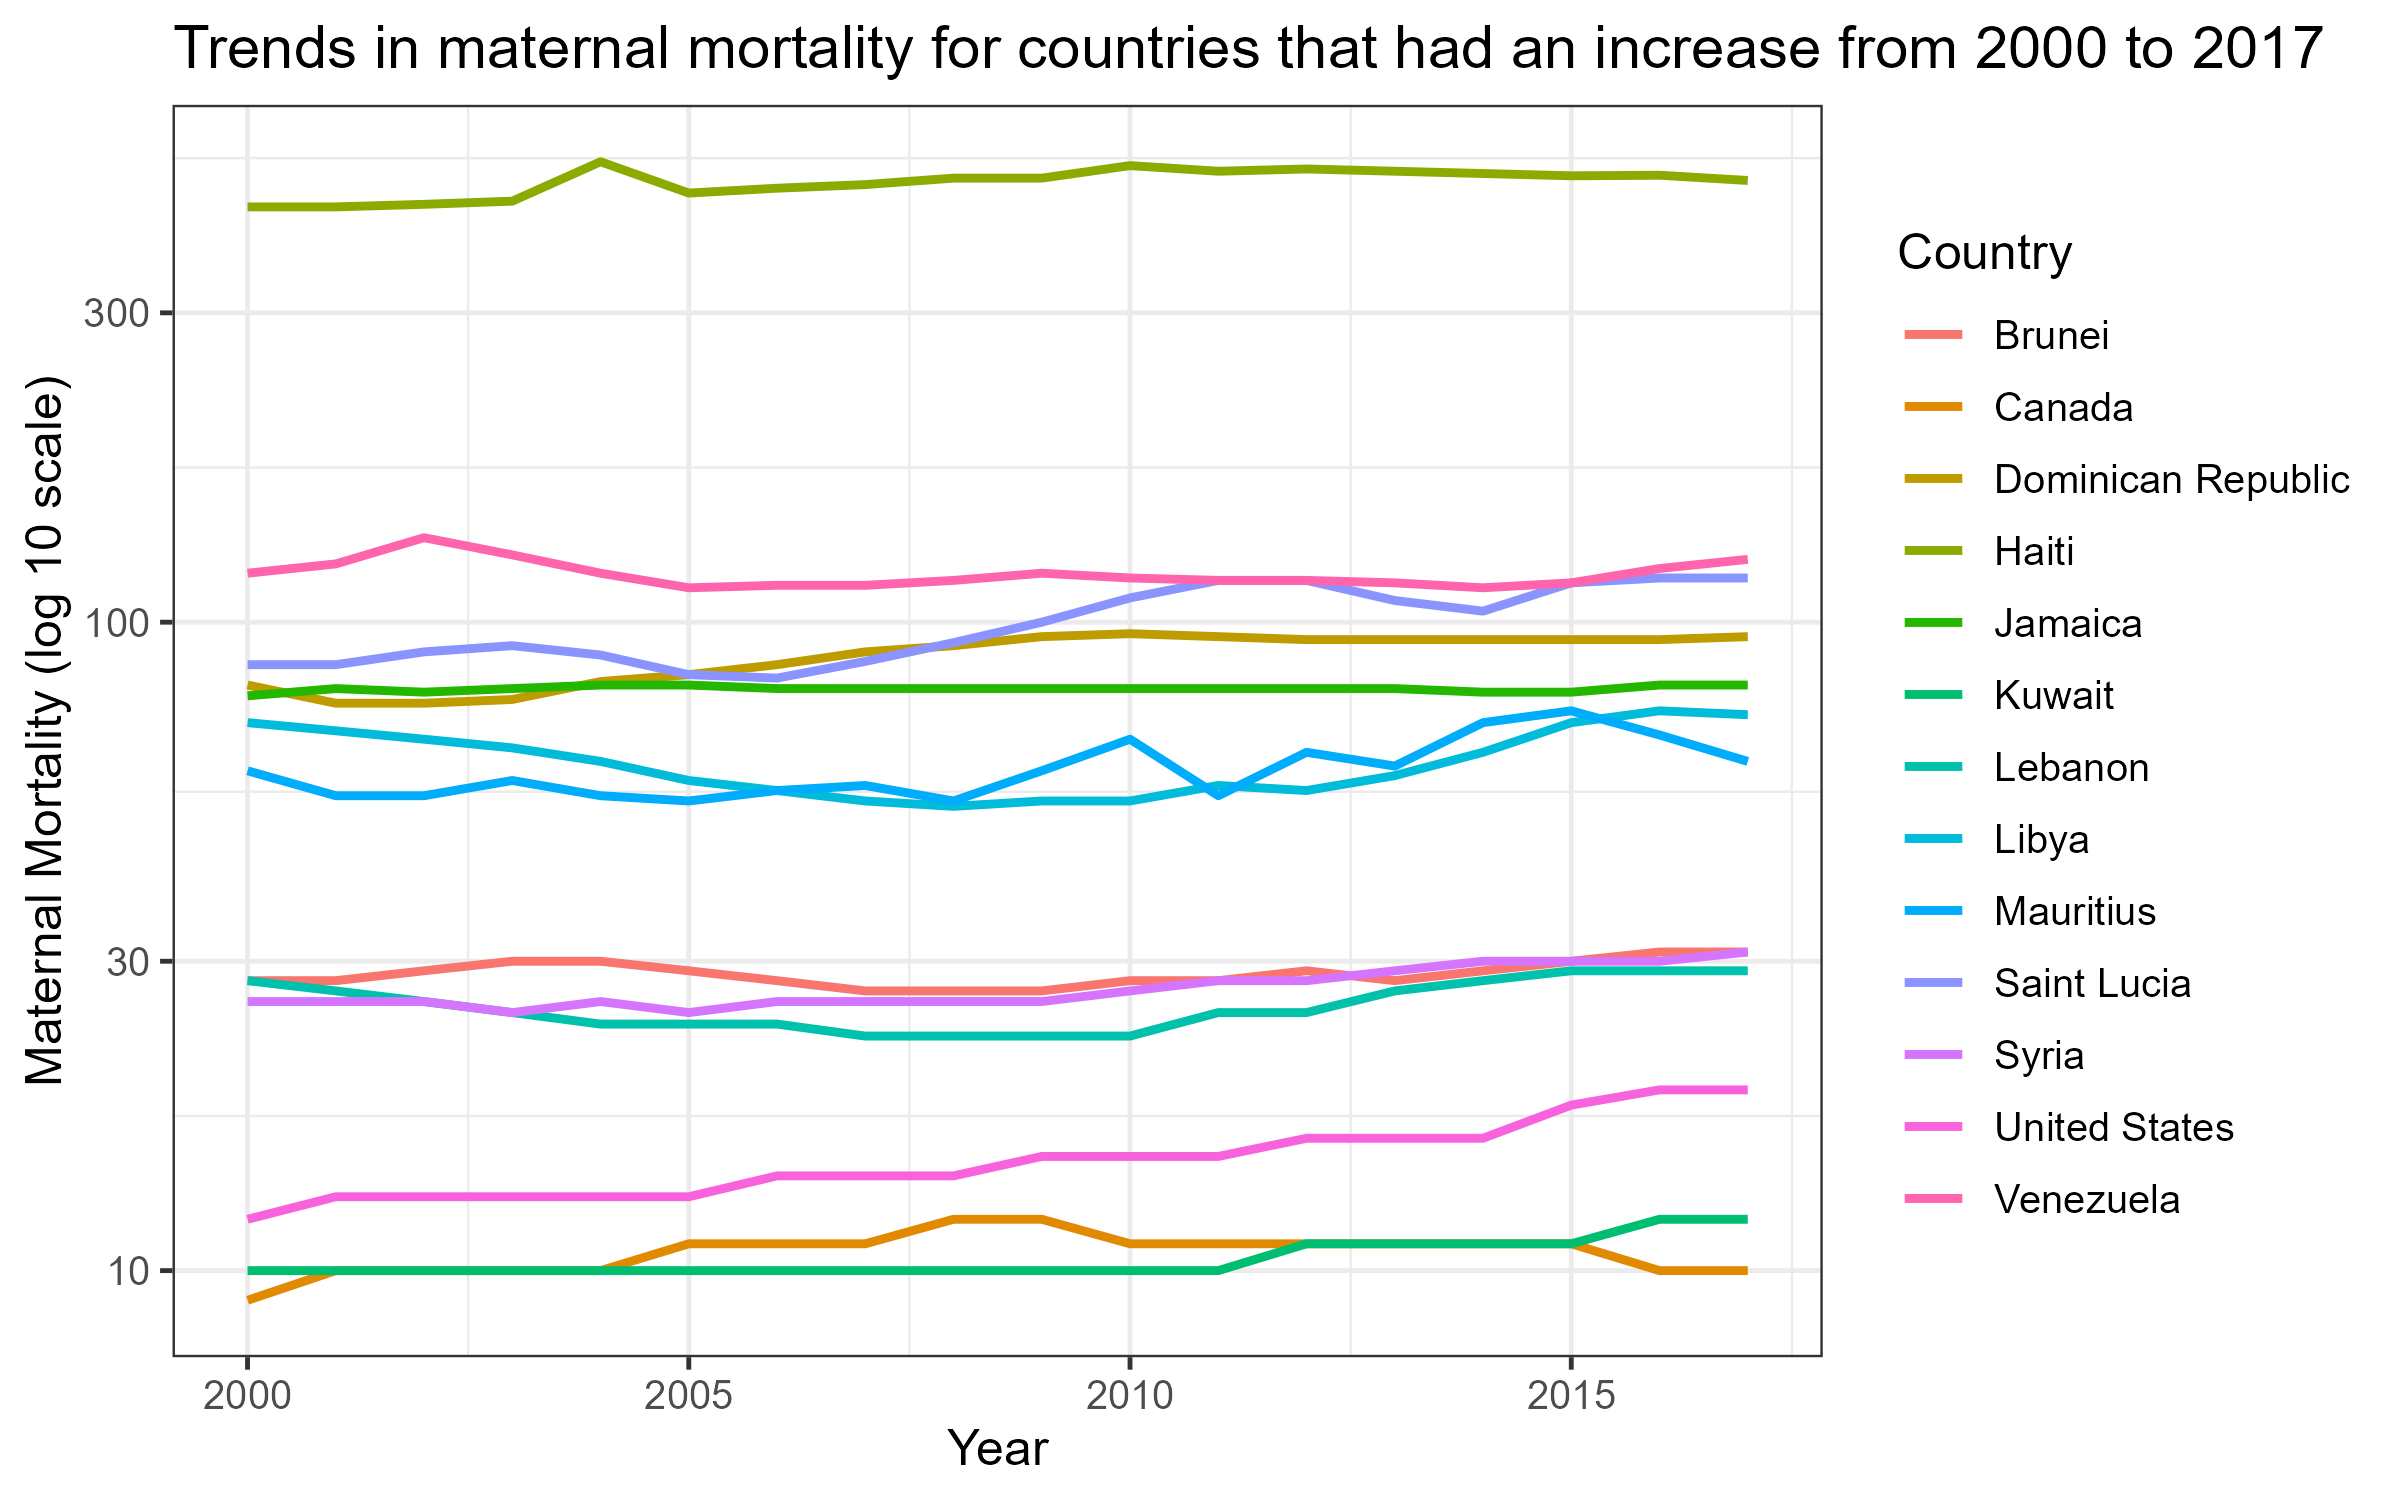 Trends in maternal mortality for countries that had an increase from 2000 to 2017
Maternal Mortality (log 10 scale)
300
100
30
10
2000
2005
2010
2015
Year
Country
Brunei
Canada
Dominican Republic
Haiti
Jamaica
Kuwait
Lebanon
Libya
Mauritius
Saint Lucia
Syria
United States
Venezuela